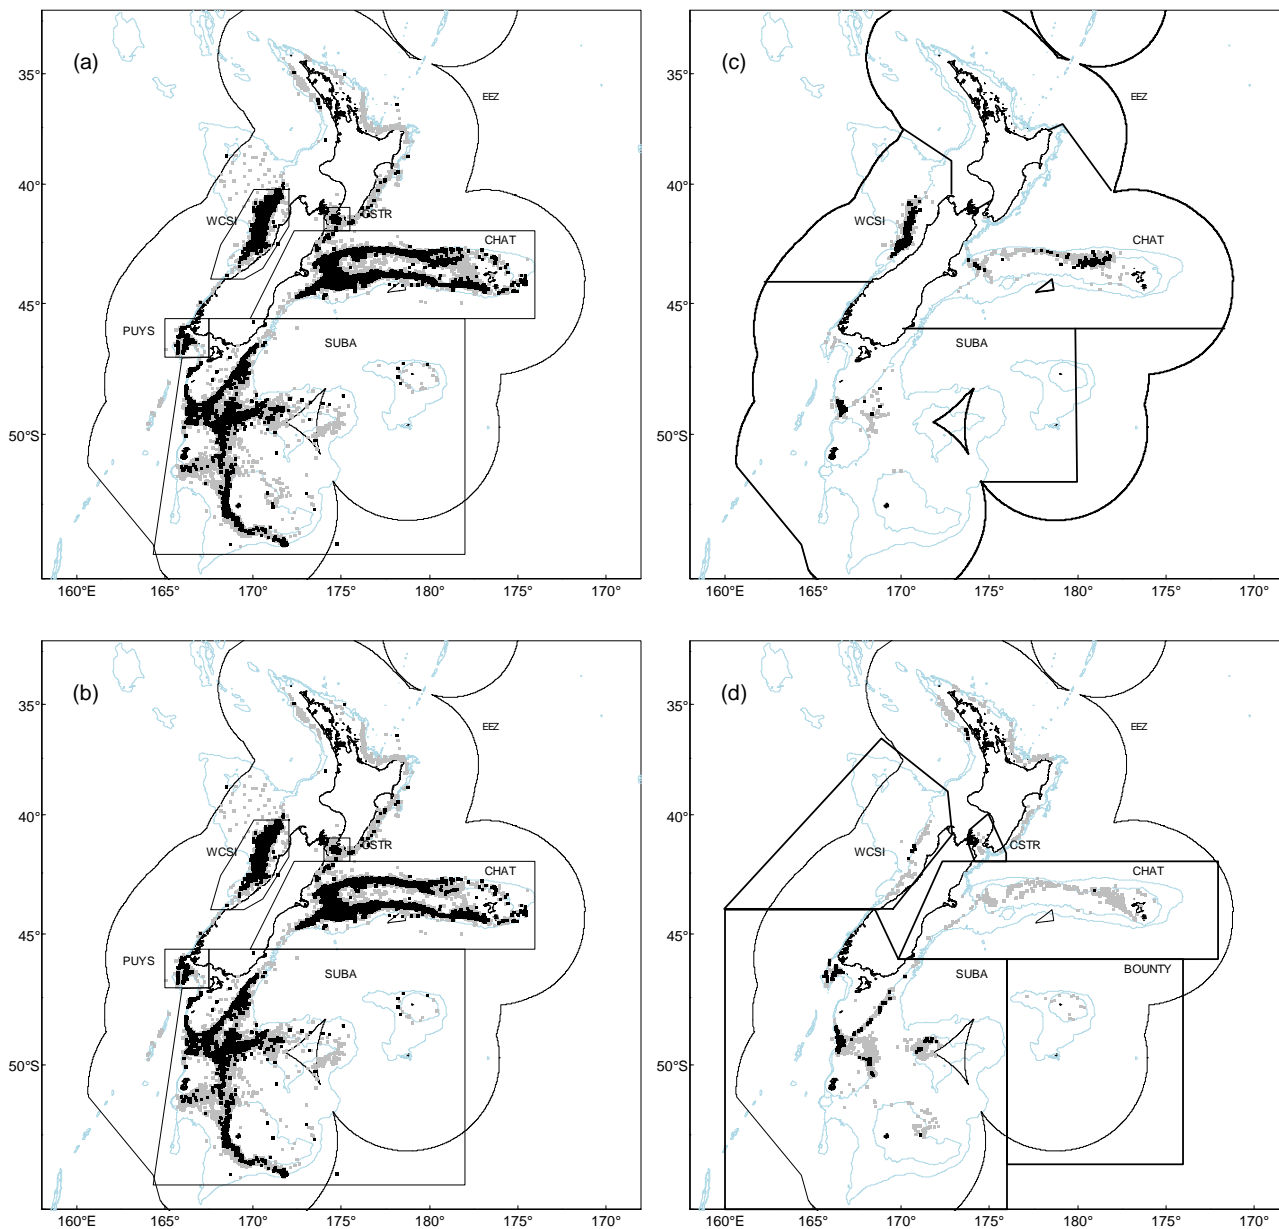 (a)
EEZ
WCSI
CSTR
CHAT
PUYS
SUBA
35°
40°
45°
50°S
160°E
165°
170°
175°
180°
175°
170°
(c)
EEZ
WCSI
CHAT
SUBA
35°
40°
45°
50°S
160°E
165°
170°
175°
180°
175°
170°
(b)
EEZ
WCSI
CSTR
CHAT
PUYS
SUBA
35°
40°
45°
50°S
160°E
165°
170°
175°
180°
175°
170°
(d)
EEZ
WCSI
CSTR
CHAT
SUBA
BOUNTY
35°
40°
45°
50°S
160°E
165°
170°
175°
180°
175°
170°